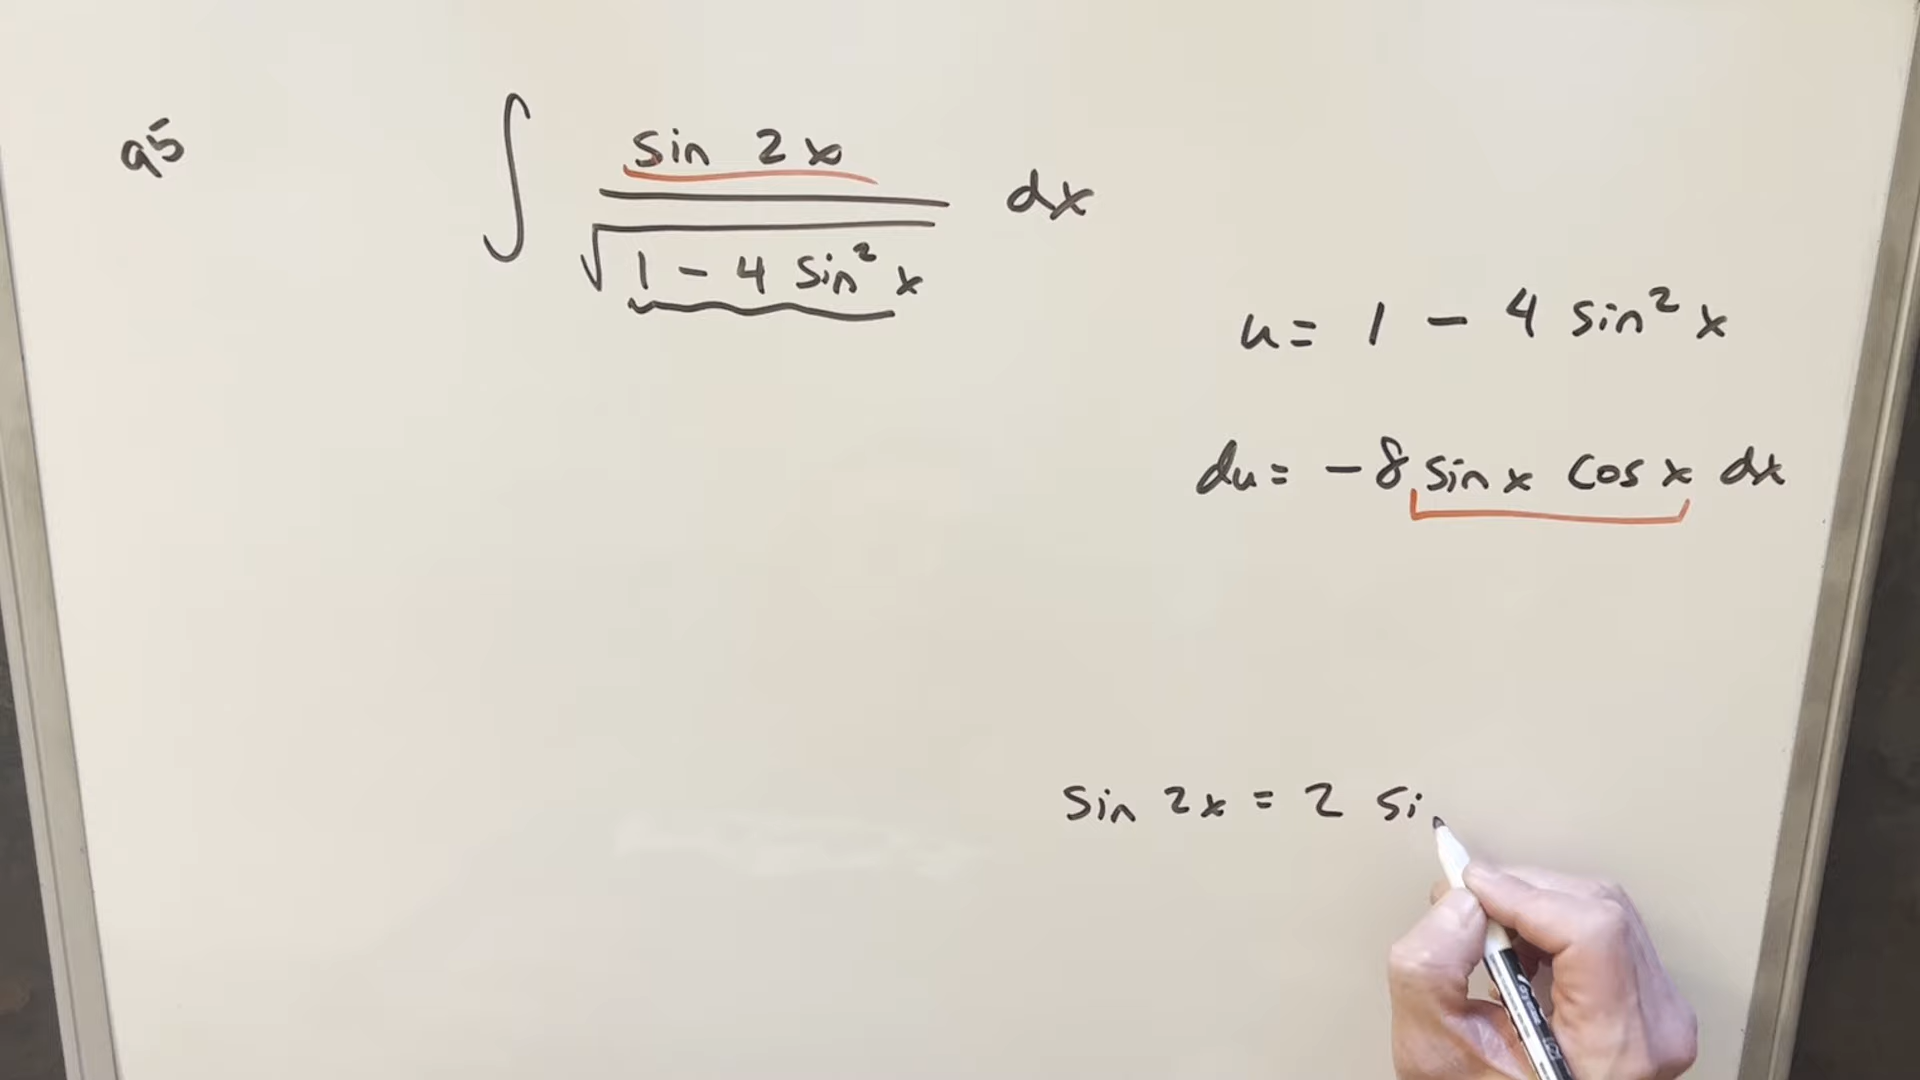 95
∫ sin 2x / √(1 - 4 sin² x) dx
u = 1 - 4 sin² x
du = -8 sin x cos x dx
sin 2x = 2 si